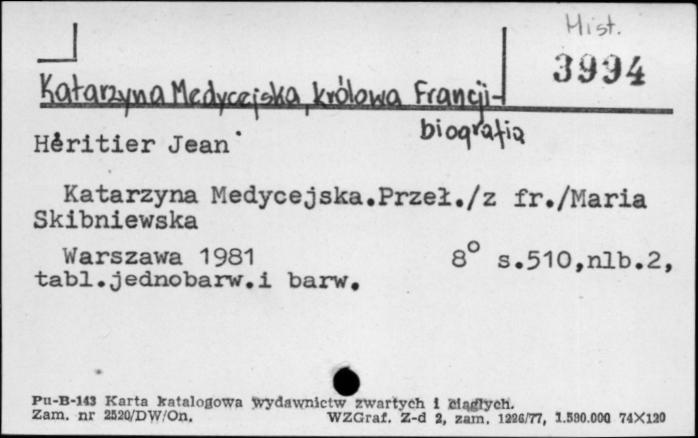 Hist.
3994
Katarzyna Medycejska, królowa Francji-
biografia
Héritier Jean
Katarzyna Medycejska.Przeł./z fr./Maria
Skibniewska
Warszawa 1981 8° s.510,nlb.2,
tabl.jednobarw.i barw.
Pu-B-143 Karta katalogowa wydawnictw zwartych i ciągłych.
Zam. nr 2520/DW/On. WZGraf. Z-d 2, zam. 1226/77, 1.530.000 74X120